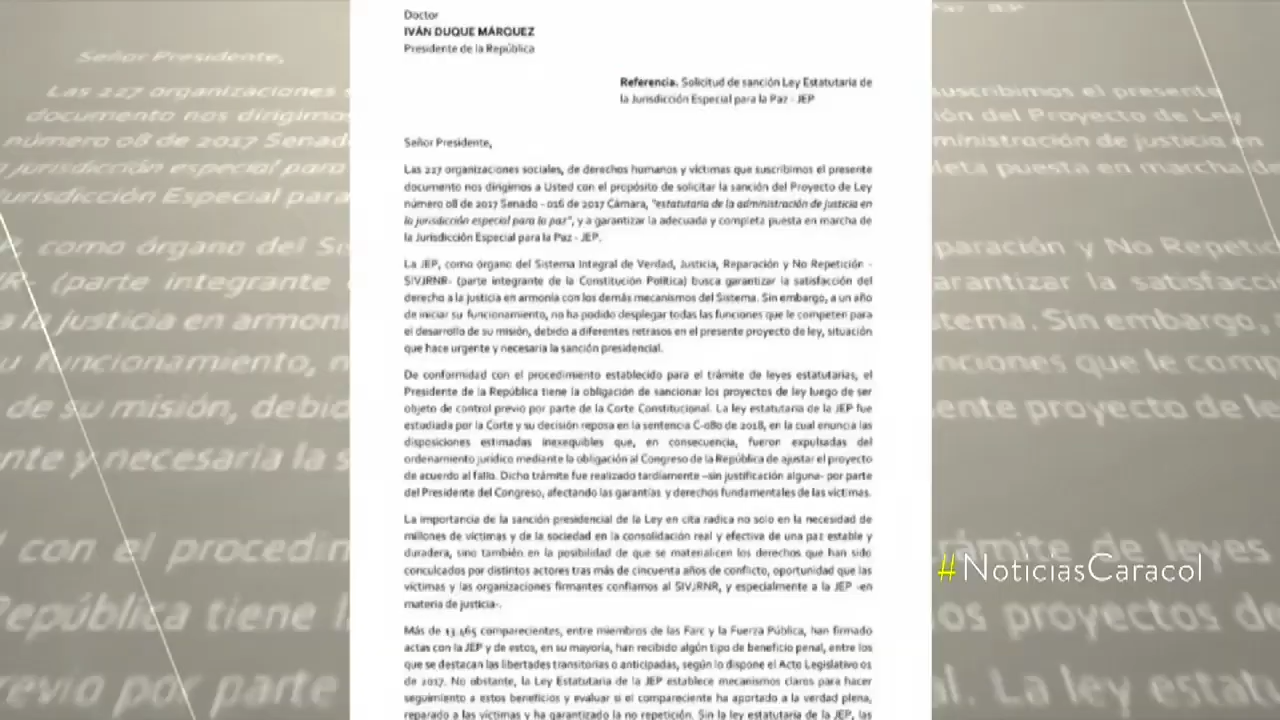 Doctor
IVÁN DUQUE MÁRQUEZ
Presidente de la República
Referencia. Solicitud de sanción Ley Estatutaria de
la Jurisdicción Especial para la Paz - JEP
Señor Presidente,
Las 227 organizaciones sociales, de derechos humanos y víctimas que suscribimos el presente
documento nos dirigimos a Usted con el propósito de solicitar la sanción del Proyecto de Ley
número 08 de 2017 Senado - 016 de 2017 Cámara, "estatutaria de la administración de justicia en
la jurisdicción especial para la paz", y a garantizar la adecuada y completa puesta en marcha de
la Jurisdicción Especial para la Paz - JEP.
La JEP, como órgano del Sistema Integral de Verdad, Justicia, Reparación y No Repetición -
SIVJRNR- (parte integrante de la Constitución Política) busca garantizar la satisfacción del
derecho a la justicia en armonía con los demás mecanismos del Sistema. Sin embargo, a un año
de iniciar su funcionamiento, no ha podido desplegar todas las funciones que le competen para
el desarrollo de su misión, debido a diferentes retrasos en el presente proyecto de ley, situación
que hace urgente y necesaria la sanción presidencial.
De conformidad con el procedimiento establecido para el trámite de leyes estatutarias, el
Presidente de la República tiene la obligación de sancionar los proyectos de ley luego de ser
objeto de control previo por parte de la Corte Constitucional. La ley estatutaria de la JEP fue
estudiada por la Corte y su decisión reposa en la sentencia C-080 de 2018, en la cual enuncia las
disposiciones estimadas inexequibles que, en consecuencia, fueron expulsadas del
ordenamiento jurídico mediante la obligación al Congreso de la República de ajustar el proyecto
de acuerdo al fallo. Dicho trámite fue realizado tardíamente –sin justificación alguna- por parte
del Presidente del Congreso, afectando las garantías y derechos fundamentales de las víctimas.
La importancia de la sanción presidencial de la Ley en cita radica no solo en la necesidad de
millones de víctimas y de la sociedad en la consolidación real y efectiva de una paz estable y
duradera, sino también en la posibilidad de que se materialicen los derechos que han sido
conculcados por distintos actores tras más de cincuenta años de conflicto, oportunidad que las
víctimas y las organizaciones firmantes confiamos al SIVJRNR, y especialmente a la JEP -en
materia de justicia-.
Más de 13.465 comparecientes, entre miembros de las Farc y la Fuerza Pública, han firmado
actas con la JEP y de estos, en su mayoría, han recibido algún tipo de beneficio penal, entre los
que se destacan las libertades transitorias o anticipadas, según lo dispone el Acto Legislativo 01
de 2017. No obstante, la Ley Estatutaria de la JEP establece mecanismos claros para hacer
seguimiento a estos beneficios y evaluar si el compareciente ha aportado a la verdad plena,
reparado a las víctimas y ha garantizado la no repetición. Sin la ley estatutaria de la JEP, las
#NoticiasCaracol